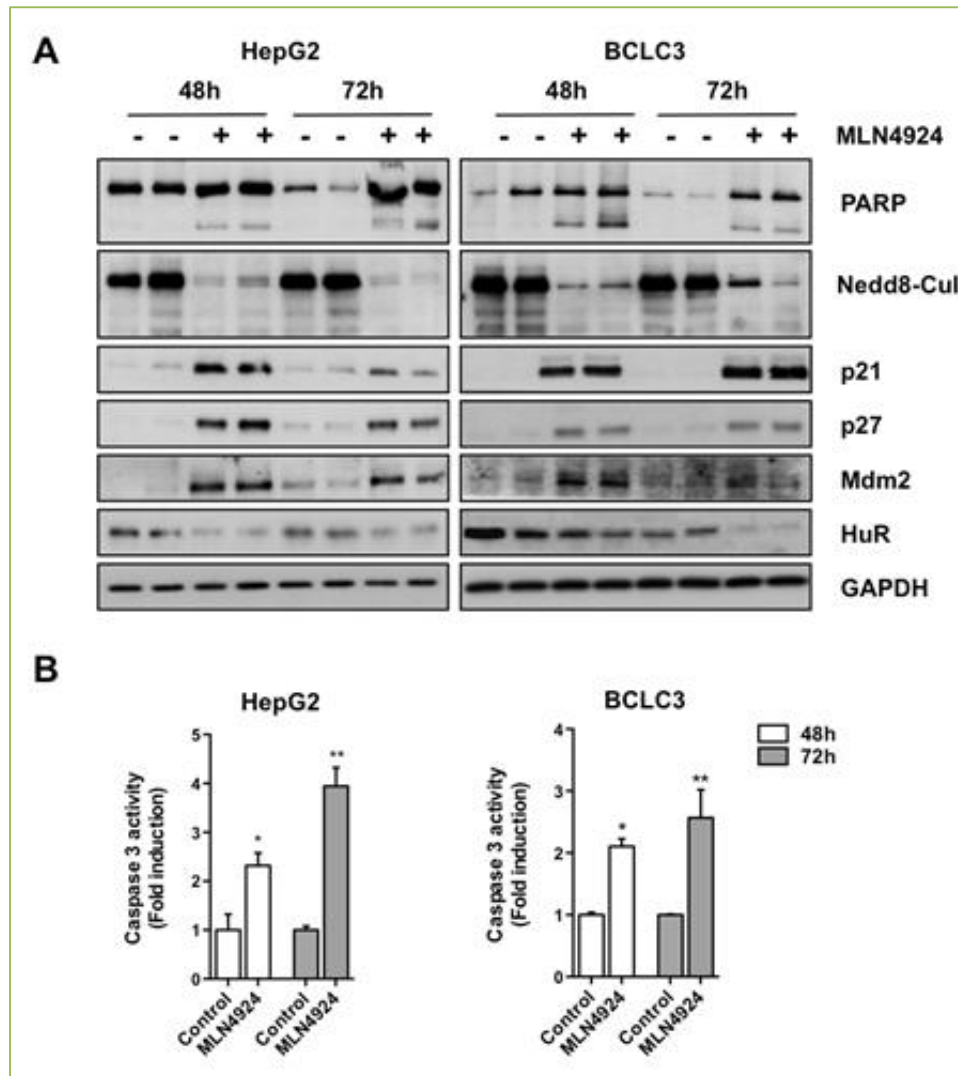 A
HepG2 BCLC3
48h 72h 48h 72h
- - + + - - + + - - + + - - + + MLN4924
PARP
Nedd8-Cul
p21
p27
Mdm2
HuR
GAPDH
B
HepG2 BCLC3
48h
72h
Caspase 3 activity
(Fold induction)
5
4
3
2
1
0
* **
Control MLN4924 Control MLN4924
Caspase 3 activity
(Fold induction)
4
3
2
1
0
* **
Control MLN4924 Control MLN4924